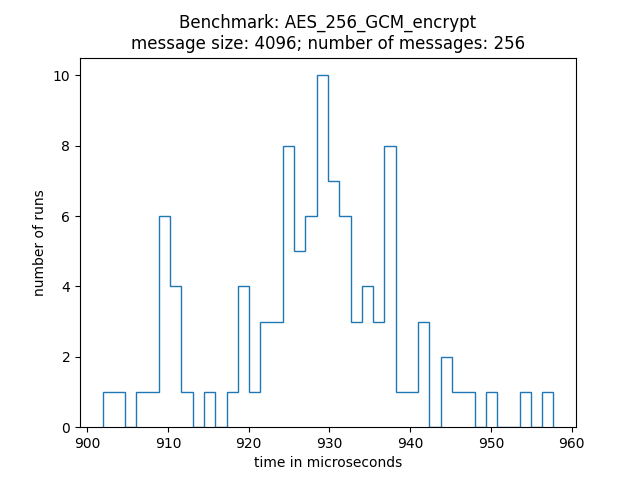 Benchmark: AES_256_GCM_encrypt
message size: 4096; number of messages: 256
10
8
6
4
2
0
number of runs
900 910 920 930 940 950 960
time in microseconds